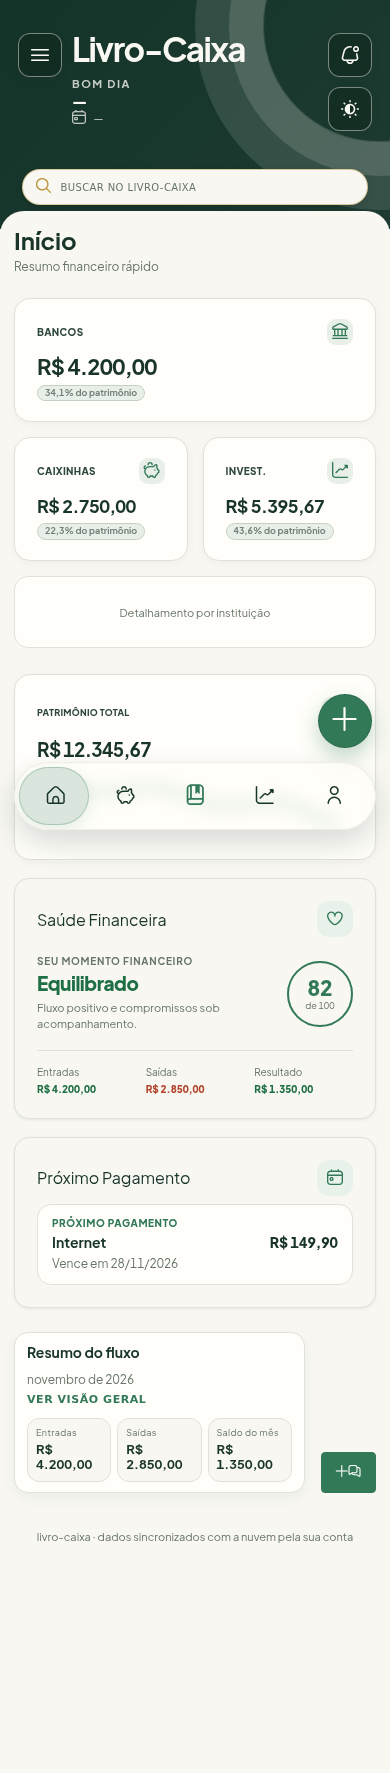 Livro-Caixa
BOM DIA
—
—
BUSCAR NO LIVRO-CAIXA
Início
Resumo financeiro rápido
BANCOS
R$ 4.200,00
34,1% do patrimônio
CAIXINHAS
R$ 2.750,00
22,3% do patrimônio
INVEST.
R$ 5.395,67
43,6% do patrimônio
Detalhamento por instituição
PATRIMÔNIO TOTAL
R$ 12.345,67
Saúde Financeira
SEU MOMENTO FINANCEIRO
Equilibrado
Fluxo positivo e compromissos sob
acompanhamento.
82
de 100
Entradas
R$ 4.200,00
Saídas
R$ 2.850,00
Resultado
R$ 1.350,00
Próximo Pagamento
PRÓXIMO PAGAMENTO
Internet
R$ 149,90
Vence em 28/11/2026
Resumo do fluxo
novembro de 2026
VER VISÃO GERAL
Entradas
R$
4.200,00
Saídas
R$
2.850,00
Saldo do mês
R$
1.350,00
livro-caixa · dados sincronizados com a nuvem pela sua conta